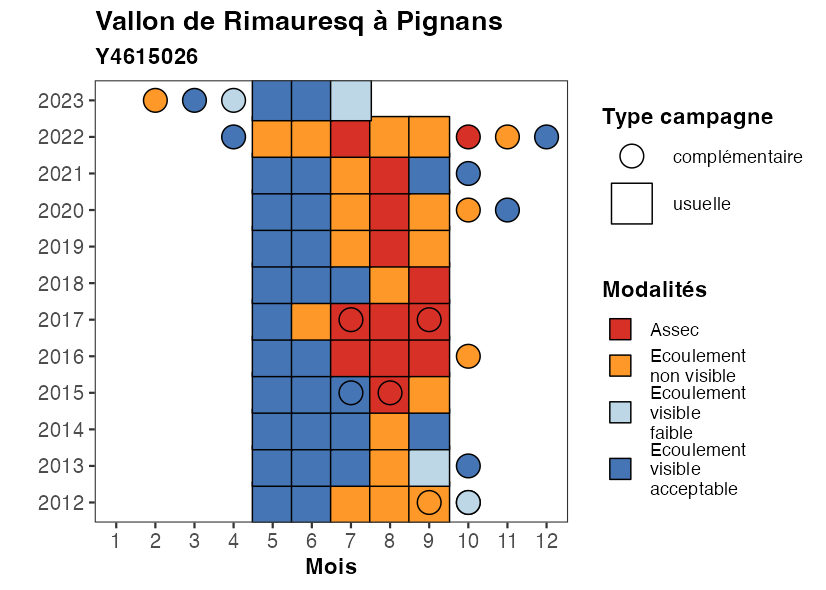 Vallon de Rimauresq à Pignans
Y4615026
2023
2022
2021
2020
2019
2018
2017
2016
2015
2014
2013
2012
1 2 3 4 5 6 7 8 9 10 11 12
Mois
Type campagne
complémentaire
usuelle
Modalités
Assec
Ecoulement
non visible
Ecoulement
visible
faible
Ecoulement
visible
acceptable